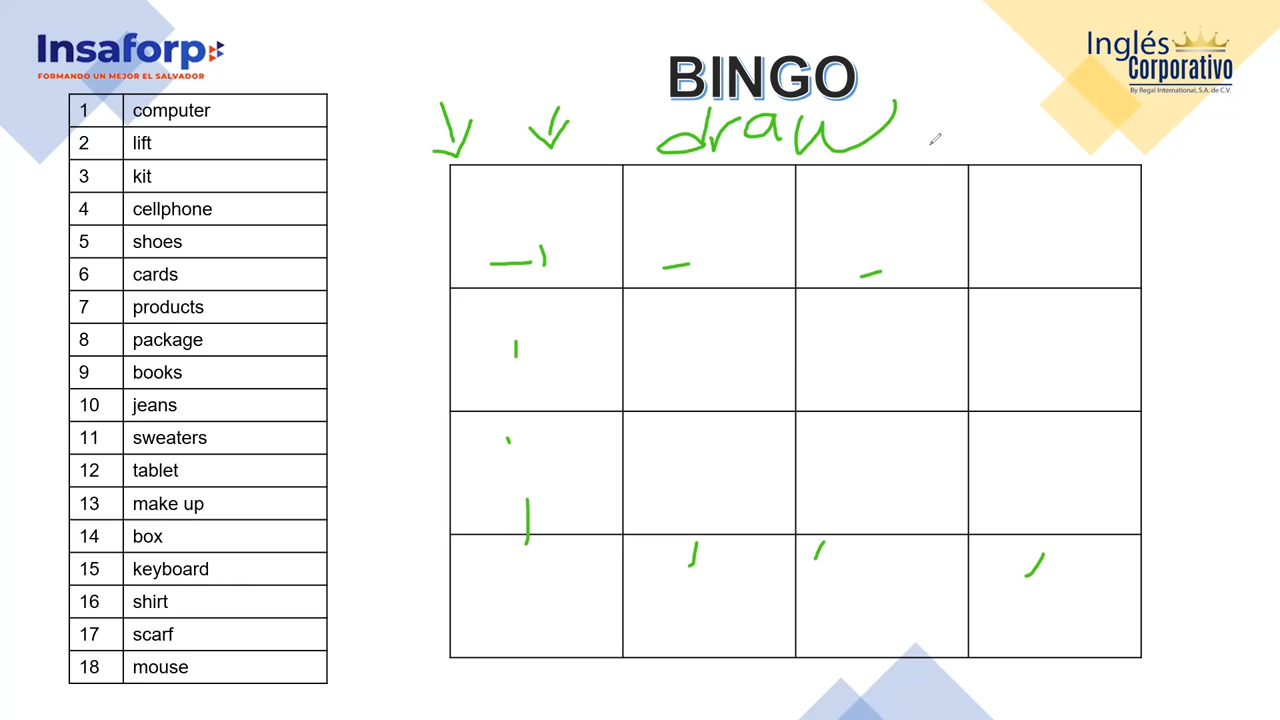 Insaforp
FORMANDO UN MEJOR EL SALVADOR
Inglés
Corporativo
By Regal International, S.A. de C.V.
BINGO
draw
1 computer
2 lift
3 kit
4 cellphone
5 shoes
6 cards
7 products
8 package
9 books
10 jeans
11 sweaters
12 tablet
13 make up
14 box
15 keyboard
16 shirt
17 scarf
18 mouse